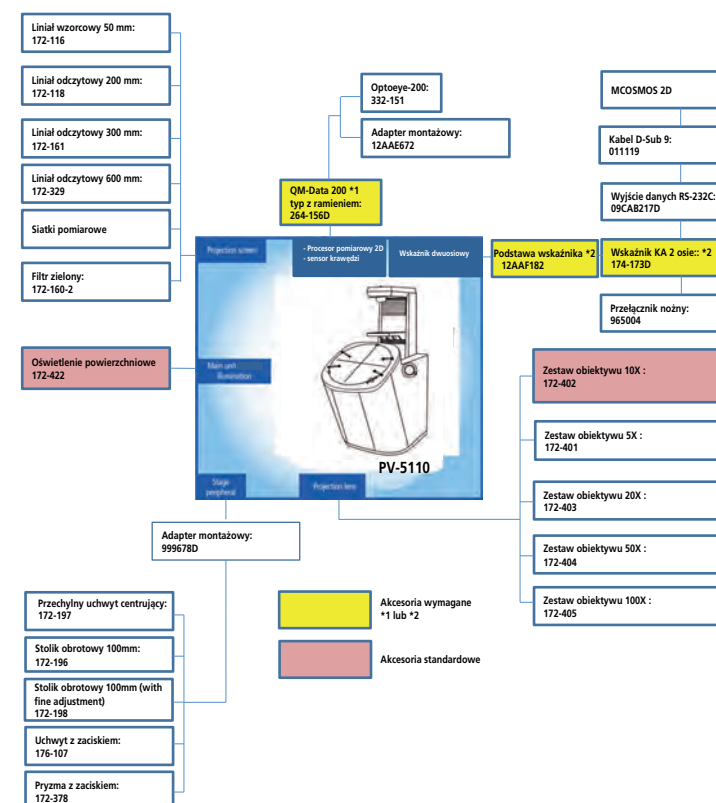 Liniał wzorcowy 50 mm:
172-116
Liniał odczytowy 200 mm:
172-118
Liniał odczytowy 300 mm:
172-161
Liniał odczytowy 600 mm:
172-329
Siatki pomiarowe
Filtr zielony:
172-160-2
Oświetlenie powierzchniowe
172-422
Optoeye-200:
332-151
Adapter montażowy:
12AAE672
QM-Data 200 *1
typ z ramieniem:
264-156D
MCOSMOS 2D
Kabel D-Sub 9:
011119
Wyjście danych RS-232C:
09CAB217D
Podstawa wskaźnika *2
12AAF182
Wskaźnik KA 2 osie:: *2
174-173D
Przełącznik nożny:
965004
Projection screen
- Procesor pomiarowy 2D
- sensor krawędzi
Wskaźnik dwuosiowy
Main unit
Illumination
PV-5110
Stage
peripheral
Projection lens
Zestaw obiektywu 10X :
172-402
Zestaw obiektywu 5X :
172-401
Zestaw obiektywu 20X :
172-403
Zestaw obiektywu 50X :
172-404
Zestaw obiektywu 100X :
172-405
Adapter montażowy:
999678D
Przechylny uchwyt centrujący:
172-197
Stolik obrotowy 100mm:
172-196
Stolik obrotowy 100mm (with
fine adjustment)
172-198
Uchwyt z zaciskiem:
176-107
Pryzma z zaciskiem:
172-378
Akcesoria wymagane
*1 lub *2
Akcesoria standardowe